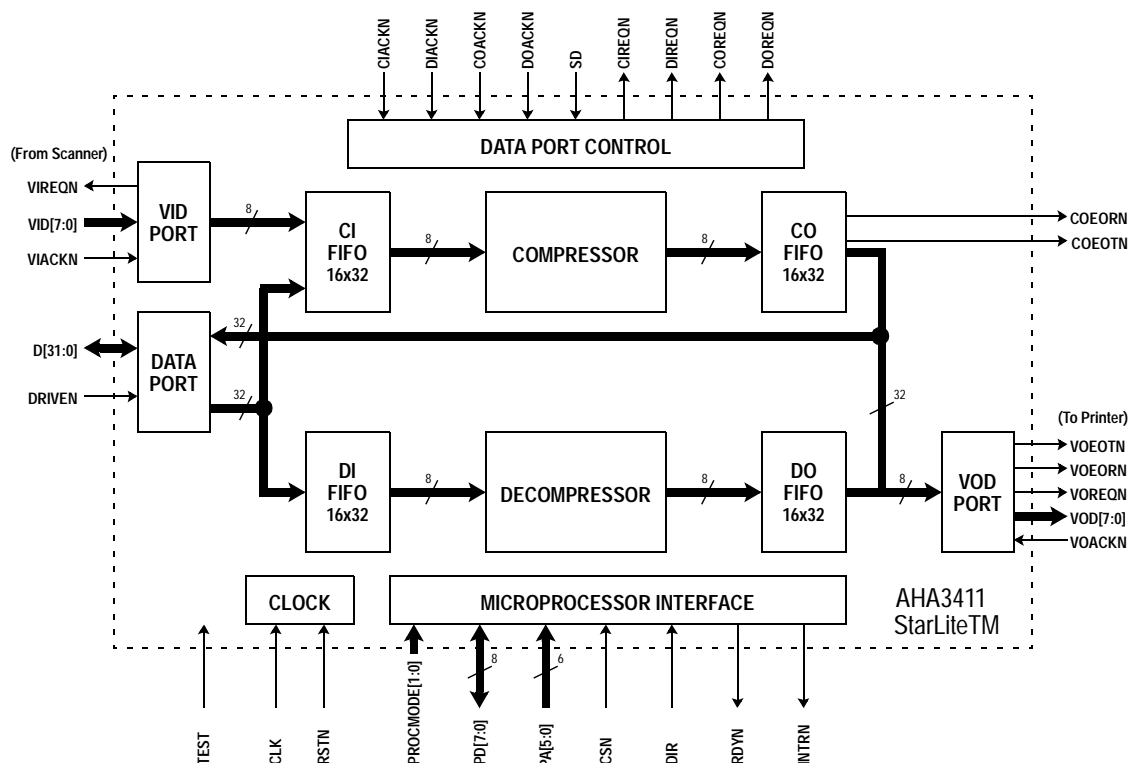 CIACKN
DIACKN
COACKN
DOACKN
SD
CIREQN
DIREQN
COREQN
DOREQN
DATA PORT CONTROL
(From Scanner)
VIREQN
VID[7:0]
VIACKN
VID
PORT
8
CI
FIFO
16x32
8
COMPRESSOR
8
CO
FIFO
16x32
COEORN
COEOTN
D[31:0]
DRIVEN
DATA
PORT
32
32
32
DI
FIFO
16x32
8
DECOMPRESSOR
8
DO
FIFO
16x32
8
VOD
PORT
(To Printer)
VOEOTN
VOEORN
VOREQN
VOD[7:0]
VOACKN
CLOCK
MICROPROCESSOR INTERFACE
AHA3411
StarLiteTM
8
6
TEST
CLK
RSTN
PROCMODE[1:0]
PD[7:0]
PA[5:0]
CSN
DIR
RDYN
INTRN